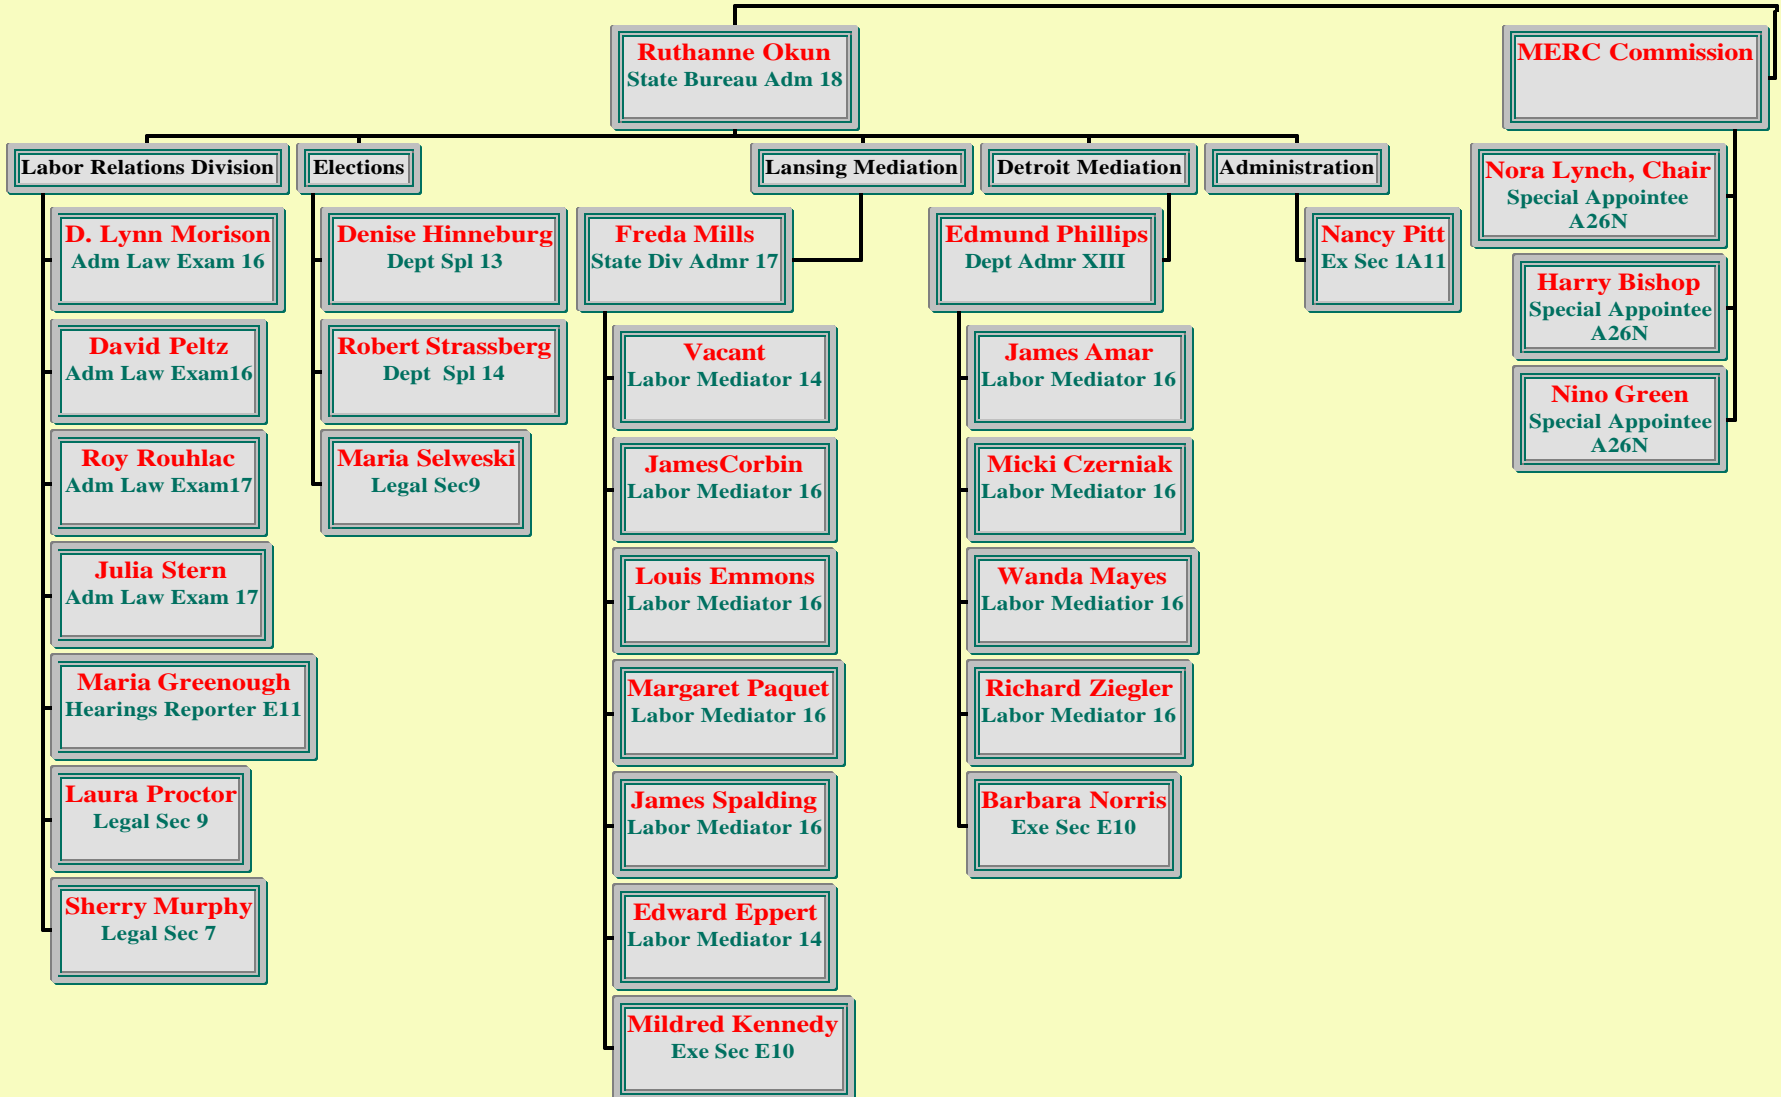 Ruthanne Okun
State Bureau Adm 18
MERC Commission
Labor Relations Division
Elections
Lansing Mediation
Detroit Mediation
Administration
D. Lynn Morison
Adm Law Exam 16
David Peltz
Adm Law Exam16
Roy Rouhlac
Adm Law Exam17
Julia Stern
Adm Law Exam 17
Maria Greenough
Hearings Reporter E11
Laura Proctor
Legal Sec 9
Sherry Murphy
Legal Sec 7
Denise Hinneburg
Dept Spl 13
Robert Strassberg
Dept  Spl 14
Maria Selweski
Legal Sec9
Freda Mills
State Div Admr 17
Vacant
Labor Mediator 14
JamesCorbin
Labor Mediator 16
Louis Emmons
Labor Mediator 16
Margaret Paquet
Labor Mediator 16
James Spalding
Labor Mediator 16
Edward Eppert
Labor Mediator 14
Mildred Kennedy
Exe Sec E10
Edmund Phillips
Dept Admr XIII
James Amar
Labor Mediator 16
Micki Czerniak
Labor Mediator 16
Wanda Mayes
Labor Mediatior 16
Richard Ziegler
Labor Mediator 16
Barbara Norris
Exe Sec E10
Nancy Pitt
Ex Sec 1A11
Nora Lynch, Chair
Special Appointee
A26N
Harry Bishop
Special Appointee
A26N
Nino Green
Special Appointee
A26N